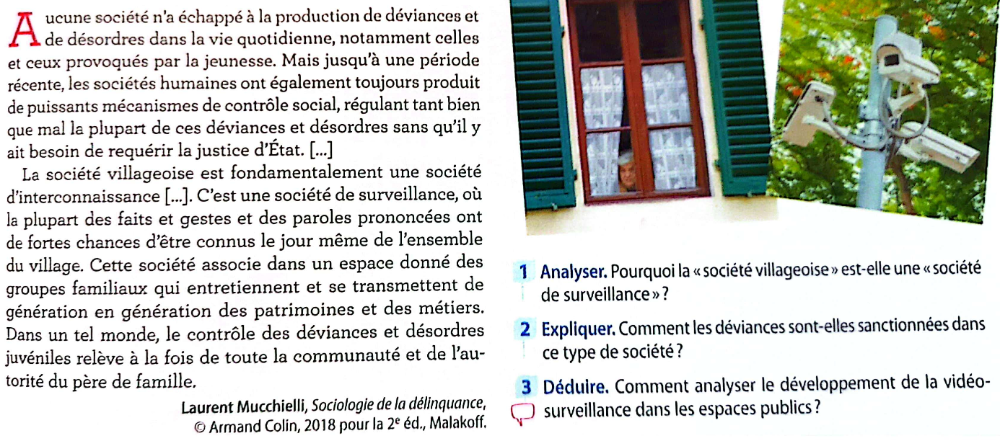 Aucune société n'a échappé à la production de déviances et
de désordres dans la vie quotidienne, notamment celles
et ceux provoqués par la jeunesse. Mais jusqu'à une période
récente, les sociétés humaines ont également toujours produit
de puissants mécanismes de contrôle social, régulant tant bien
que mal la plupart de ces déviances et désordres sans qu'il y
ait besoin de requérir la justice d'État. [...]
La société villageoise est fondamentalement une société
d'interconnaissance [...]. C'est une société de surveillance, où
la plupart des faits et gestes et des paroles prononcées ont
de fortes chances d'être connus le jour même de l'ensemble
du village. Cette société associe dans un espace donné des
groupes familiaux qui entretiennent et se transmettent de
génération en génération des patrimoines et des métiers.
Dans un tel monde, le contrôle des déviances et désordres
juvéniles relève à la fois de toute la communauté et de l'au-
torité du père de famille.
Laurent Mucchielli, Sociologie de la délinquance,
© Armand Colin, 2018 pour la 2e éd., Malakoff.
1 Analyser. Pourquoi la « société villageoise » est-elle une « société
de surveillance » ?
2 Expliquer. Comment les déviances sont-elles sanctionnées dans
ce type de société ?
3 Déduire. Comment analyser le développement de la vidéo-
surveillance dans les espaces publics ?